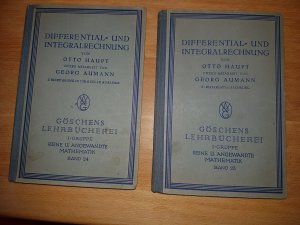 DIFFERENTIAL- UND
INTEGRALRECHNUNG
VON
OTTO HAUPT
UNTER MITARBEIT VON
GEORG AUMANN
GÖSCHENS
LEHRBÜCHEREI
I. GRUPPE
REINE U. ANGEWANDTE
MATHEMATIK
BAND 24
DIFFERENTIAL- UND
INTEGRALRECHNUNG
VON
OTTO HAUPT
UNTER MITARBEIT VON
GEORG AUMANN
II. DIFFERENTIALRECHNUNG
GÖSCHENS
LEHRBÜCHEREI
I. GRUPPE
REINE U. ANGEWANDTE
MATHEMATIK
BAND 25